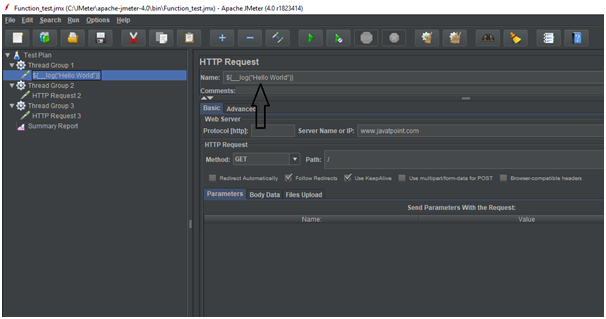 Function_test.jmx (C:\JMeter\apache-jmeter-4.0\bin\Function_test.jmx) - Apache JMeter (4.0 r1823414)
File Edit Search Run Options Help
Test Plan
Thread Group 1
${__log("Hello World")}
Thread Group 2
HTTP Request 2
Thread Group 3
HTTP Request 3
Summary Report
HTTP Request
Name: ${__log("Hello World")}
Comments:
Basic Advanced
Web Server
Protocol [http]: Server Name or IP: www.javatpoint.com
HTTP Request
Method: GET Path: /
Redirect Automatically Follow Redirects Use KeepAlive Use multipart/form-data for POST Browser-compatible headers
Parameters Body Data Files Upload
Send Parameters With the Request:
Name: Value